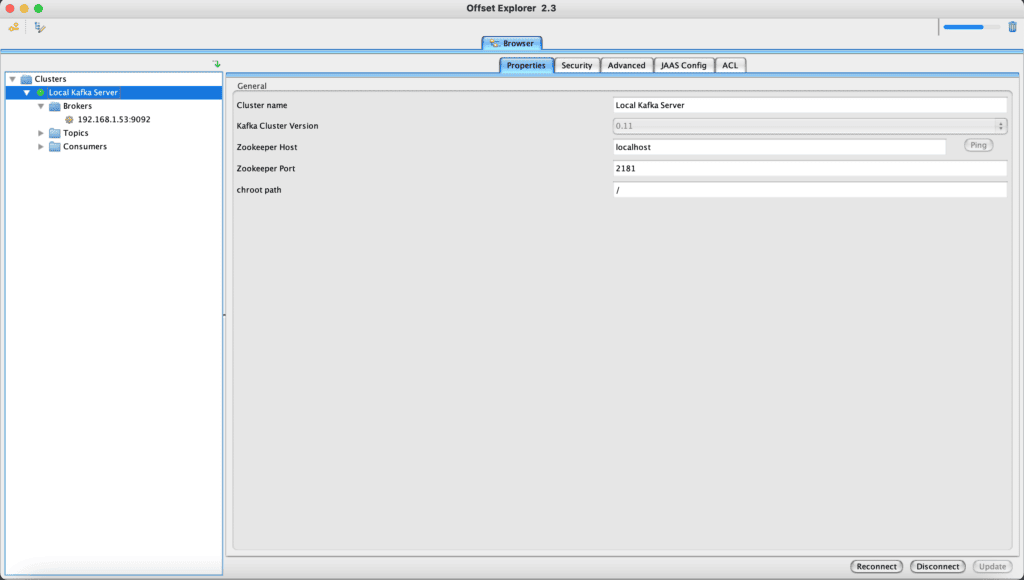 Offset Explorer 2.3
Browser
Clusters
Local Kafka Server
Brokers
192.168.1.53:9092
Topics
Consumers
Properties Security Advanced JAAS Config ACL
General
Cluster name Local Kafka Server
Kafka Cluster Version 0.11
Zookeeper Host localhost Ping
Zookeeper Port 2181
chroot path /
Reconnect Disconnect Update